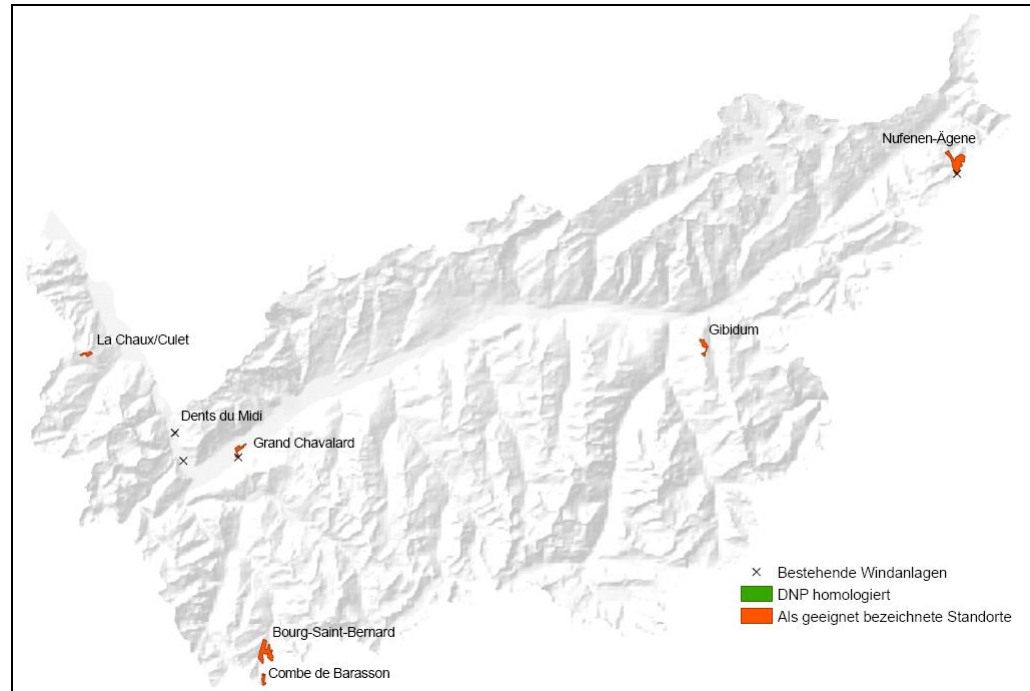 Nufenen-Ägene
La Chaux/Culet
Gibidum
Dents du Midi
Grand Chavalard
Bestehende Windanlagen
DNP homologiert
Als geeignet bezeichnete Standorte
Bourg-Saint-Bernard
Combe de Barasson